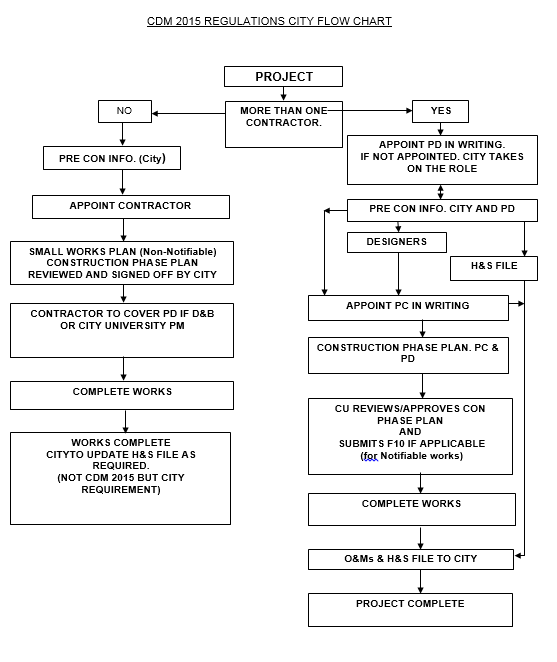 CDM 2015 REGULATIONS CITY FLOW CHART
PROJECT
NO
MORE THAN ONE
CONTRACTOR.
YES
PRE CON INFO. (City)
APPOINT CONTRACTOR
SMALL WORKS PLAN (Non-Notifiable)
CONSTRUCTION PHASE PLAN
REVIEWED AND SIGNED OFF BY CITY
CONTRACTOR TO COVER PD IF D&B
OR CITY UNIVERSITY PM
COMPLETE WORKS
WORKS COMPLETE
CITYTO UPDATE H&S FILE AS
REQUIRED.
(NOT CDM 2015 BUT CITY
REQUIREMENT)
APPOINT PD IN WRITING.
IF NOT APPOINTED. CITY TAKES
ON THE ROLE
PRE CON INFO. CITY AND PD
DESIGNERS
H&S FILE
APPOINT PC IN WRITING
CONSTRUCTION PHASE PLAN. PC &
PD
CU REVIEWS/APPROVES CON
PHASE PLAN
AND
SUBMITS F10 IF APPLICABLE
(for Notifiable works)
COMPLETE WORKS
O&Ms & H&S FILE TO CITY
PROJECT COMPLETE